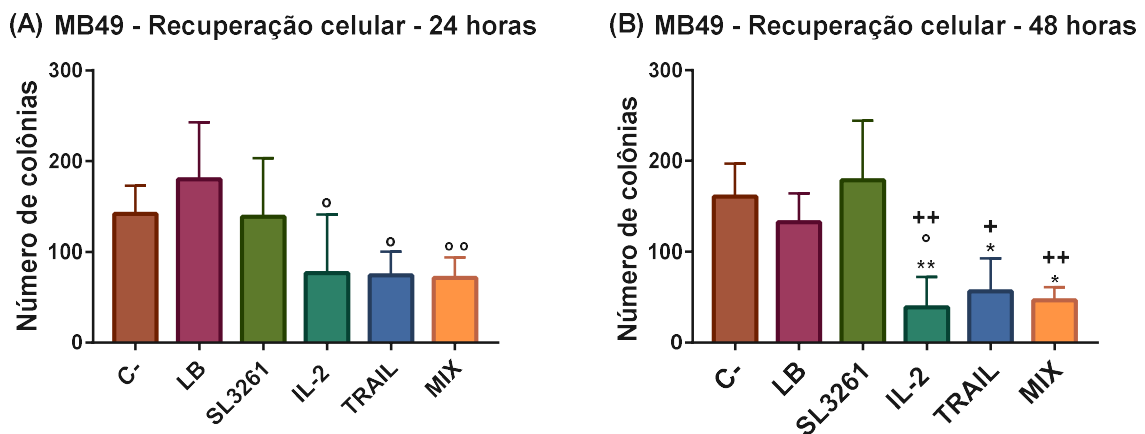 (A) MB49 - Recuperação celular - 24 horas
Número de colônias
300
200
100
0
° ° °°
C- LB SL3261 IL-2 TRAIL MIX
(B) MB49 - Recuperação celular - 48 horas
Número de colônias
300
200
100
0
++ + ++
° * *
**
C- LB SL3261 IL-2 TRAIL MIX